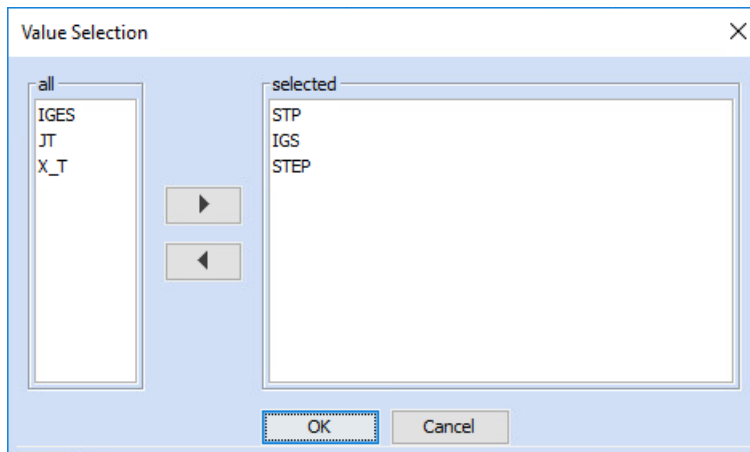 Value Selection
all
IGES
JT
X_T
selected
STP
IGS
STEP
OK
Cancel